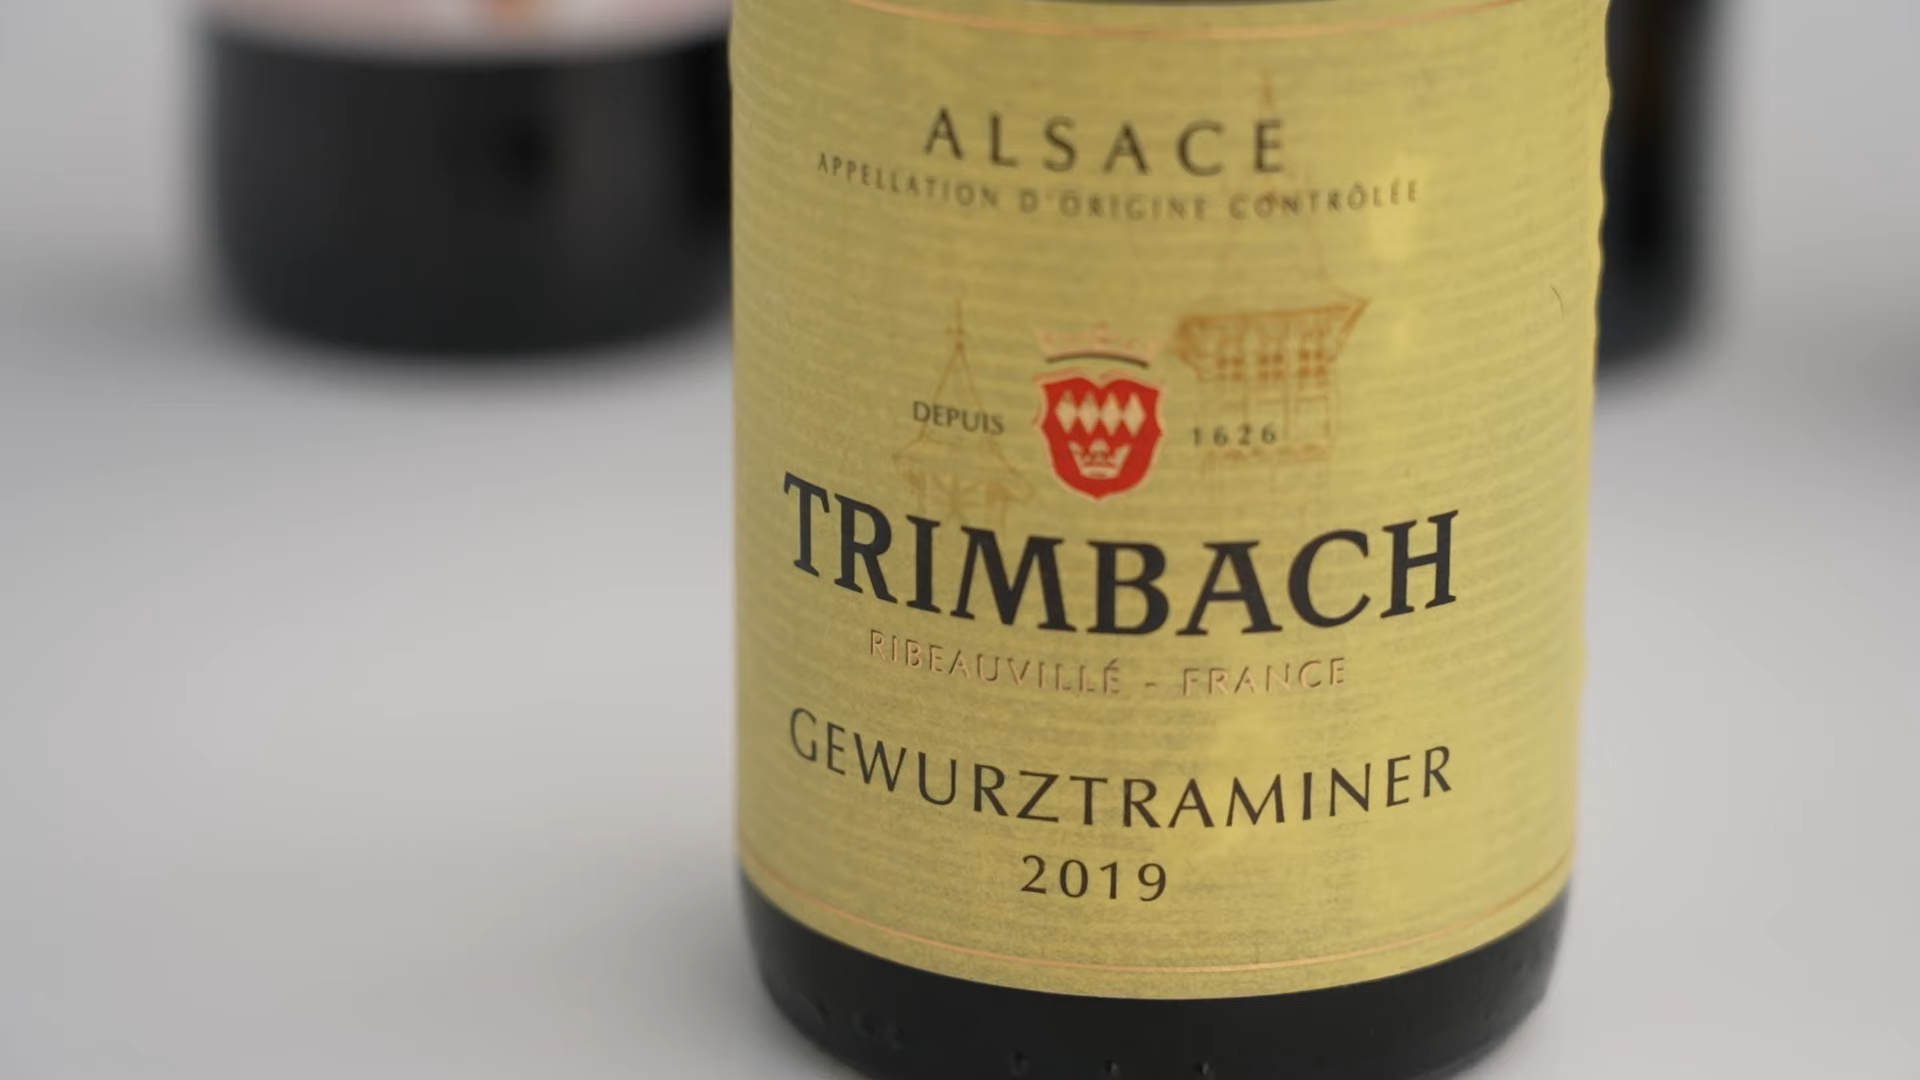 ALSACE
APPELLATION D'ORIGINE CONTRÔLÉE
DEPUIS 1626
TRIMBACH
RIBEAUVILLÉ - FRANCE
GEWURZTRAMINER
2019